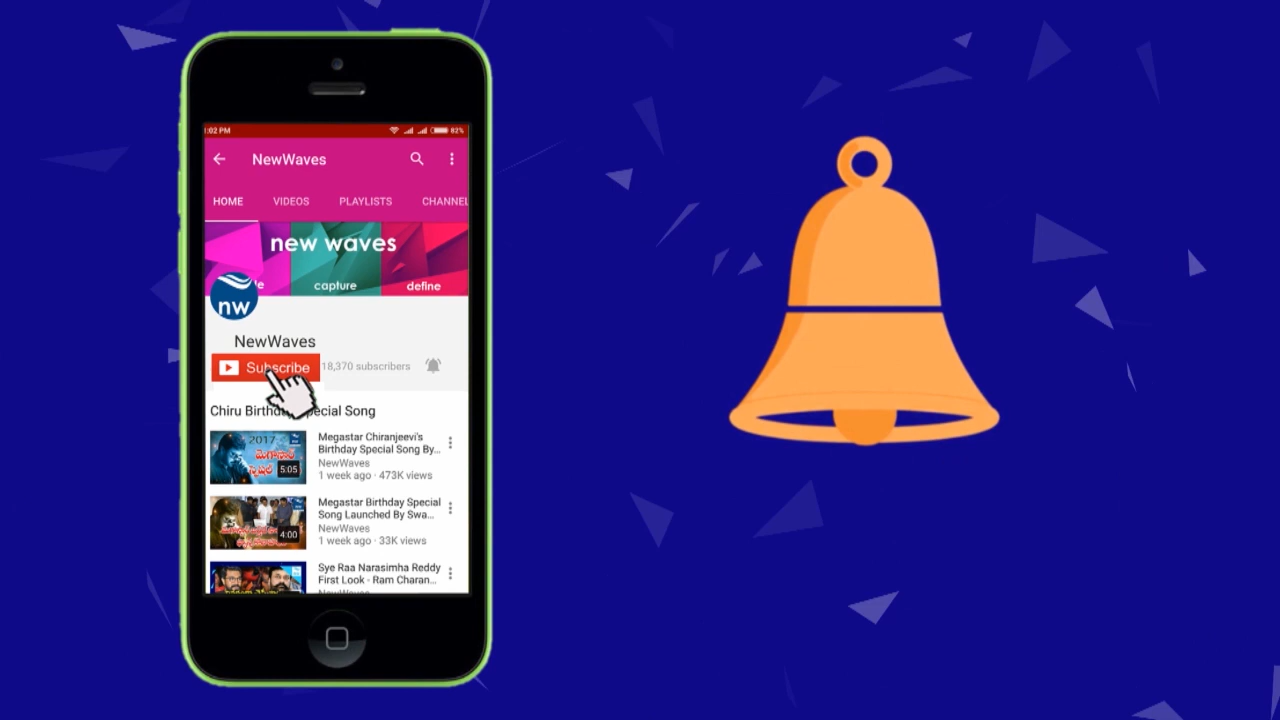 :02 PM
82%
NewWaves
HOME VIDEOS PLAYLISTS CHANNEL
new waves
capture
define
nw
NewWaves
Subscribe 18,370 subscribers
Chiru Birthday Special Song
2017
5:05
Megastar Chiranjeevi's
Birthday Special Song By...
NewWaves
1 week ago · 473K views
4:00
Megastar Birthday Special
Song Launched By Swa...
NewWaves
1 week ago · 33K views
Sye Raa Narasimha Reddy
First Look - Ram Charan...
NewWaves